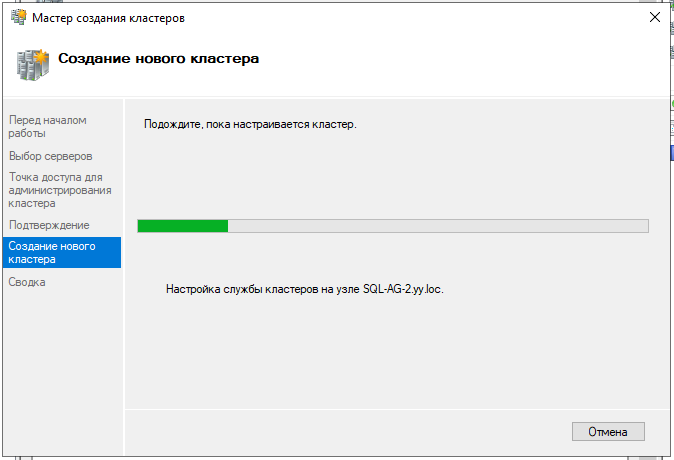 Мастер создания кластеров
Создание нового кластера
Перед началом
работы
Выбор серверов
Точка доступа для
администрирования
кластера
Подтверждение
Создание нового
кластера
Сводка
Подождите, пока настраивается кластер.
Настройка службы кластеров на узле SQL-AG-2.yy.loc.
Отмена